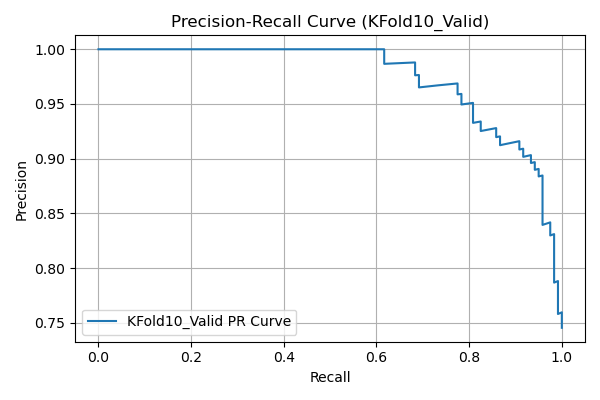 Precision-Recall Curve (KFold10_Valid)
Precision
1.00
0.95
0.90
0.85
0.80
0.75
KFold10_Valid PR Curve
0.0 0.2 0.4 0.6 0.8 1.0
Recall